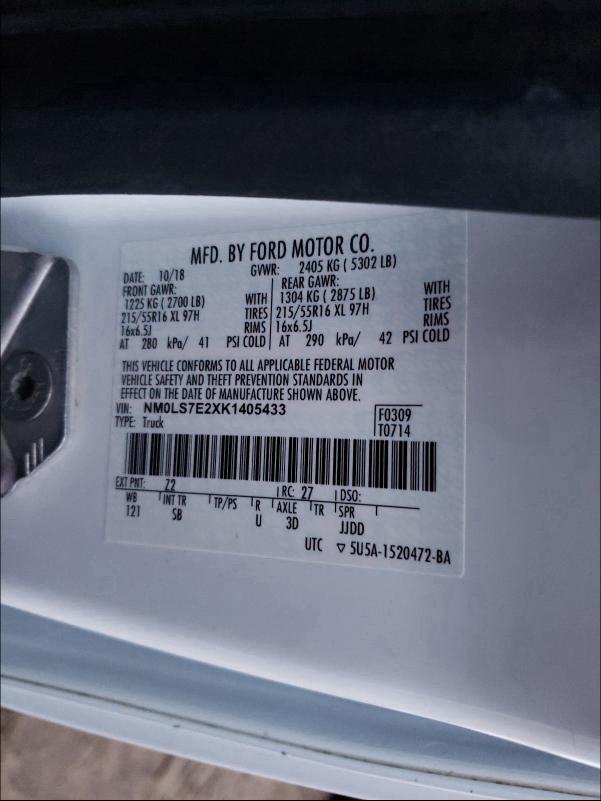 MFD. BY FORD MOTOR CO.
DATE: 10/18 GVWR: 2405 KG ( 5302 LB)
FRONT GAWR: REAR GAWR:
1225 KG ( 2700 LB) WITH 1304 KG ( 2875 LB) WITH
215/55R16 XL 97H TIRES 215/55R16 XL 97H TIRES
16x6.5J RIMS 16x6.5J RIMS
AT 280 kPa/ 41 PSI COLD AT 290 kPa/ 42 PSI COLD
THIS VEHICLE CONFORMS TO ALL APPLICABLE FEDERAL MOTOR
VEHICLE SAFETY AND THEFT PREVENTION STANDARDS IN
EFFECT ON THE DATE OF MANUFACTURE SHOWN ABOVE.
VIN: NM0LS7E2XK1405433 F0309
TYPE: Truck T0714
EXT PNT: Z2 RC: 27 DSO:
WB INT TR TP/PS R AXLE TR SPR
121 SB U 3D JJDD
UTC ▽ 5U5A-1520472-BA